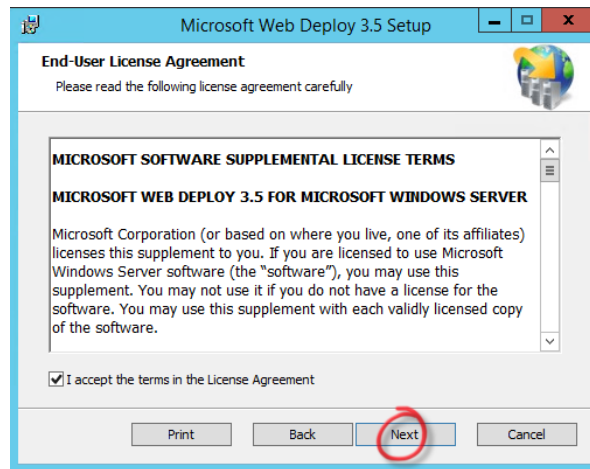 Microsoft Web Deploy 3.5 Setup
End-User License Agreement
Please read the following license agreement carefully
MICROSOFT SOFTWARE SUPPLEMENTAL LICENSE TERMS
MICROSOFT WEB DEPLOY 3.5 FOR MICROSOFT WINDOWS SERVER
Microsoft Corporation (or based on where you live, one of its affiliates)
licenses this supplement to you. If you are licensed to use Microsoft
Windows Server software (the “software”), you may use this
supplement. You may not use it if you do not have a license for the
software. You may use this supplement with each validly licensed copy
of the software.
I accept the terms in the License Agreement
Print Back Next Cancel